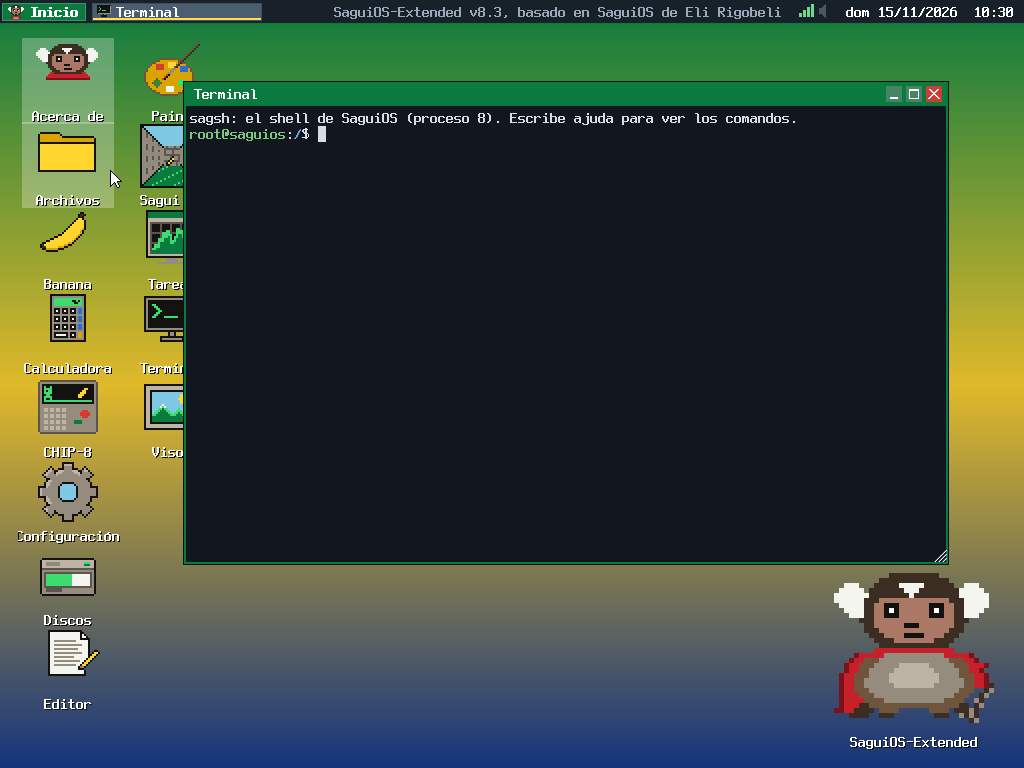 Inicio
Terminal
SaguiOS-Extended v8.3, basado en SaguiOS de Eli Rigobeli
dom 15/11/2026 10:30
Acerca de
Archivos
Banana
Calculadora
CHIP-8
Configuración
Discos
Editor
Sagui
Terminal
sagsh: el shell de SaguiOS (proceso 8). Escribe ajuda para ver los comandos.
root@saguios:/$
SaguiOS-Extended